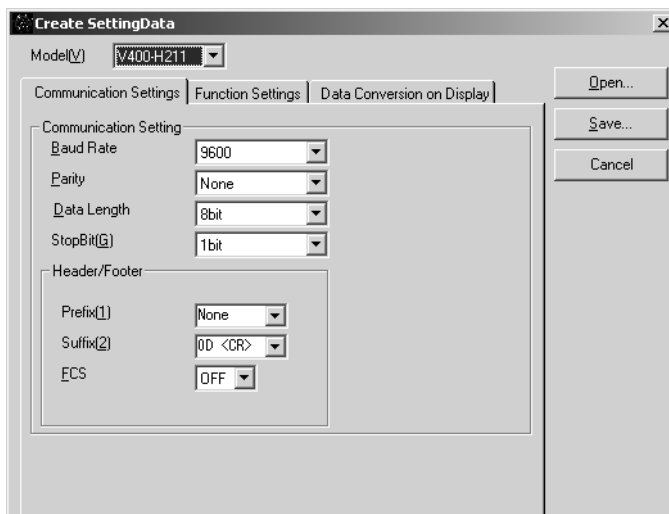 Create SettingData
Model(V) V400-H211
Communication Settings Function Settings Data Conversion on Display
Open...
Save...
Cancel
Communication Setting
Baud Rate 9600
Parity None
Data Length 8bit
StopBit(G) 1bit
Header/Footer
Prefix(1) None
Suffix(2) 0D <CR>
FCS OFF